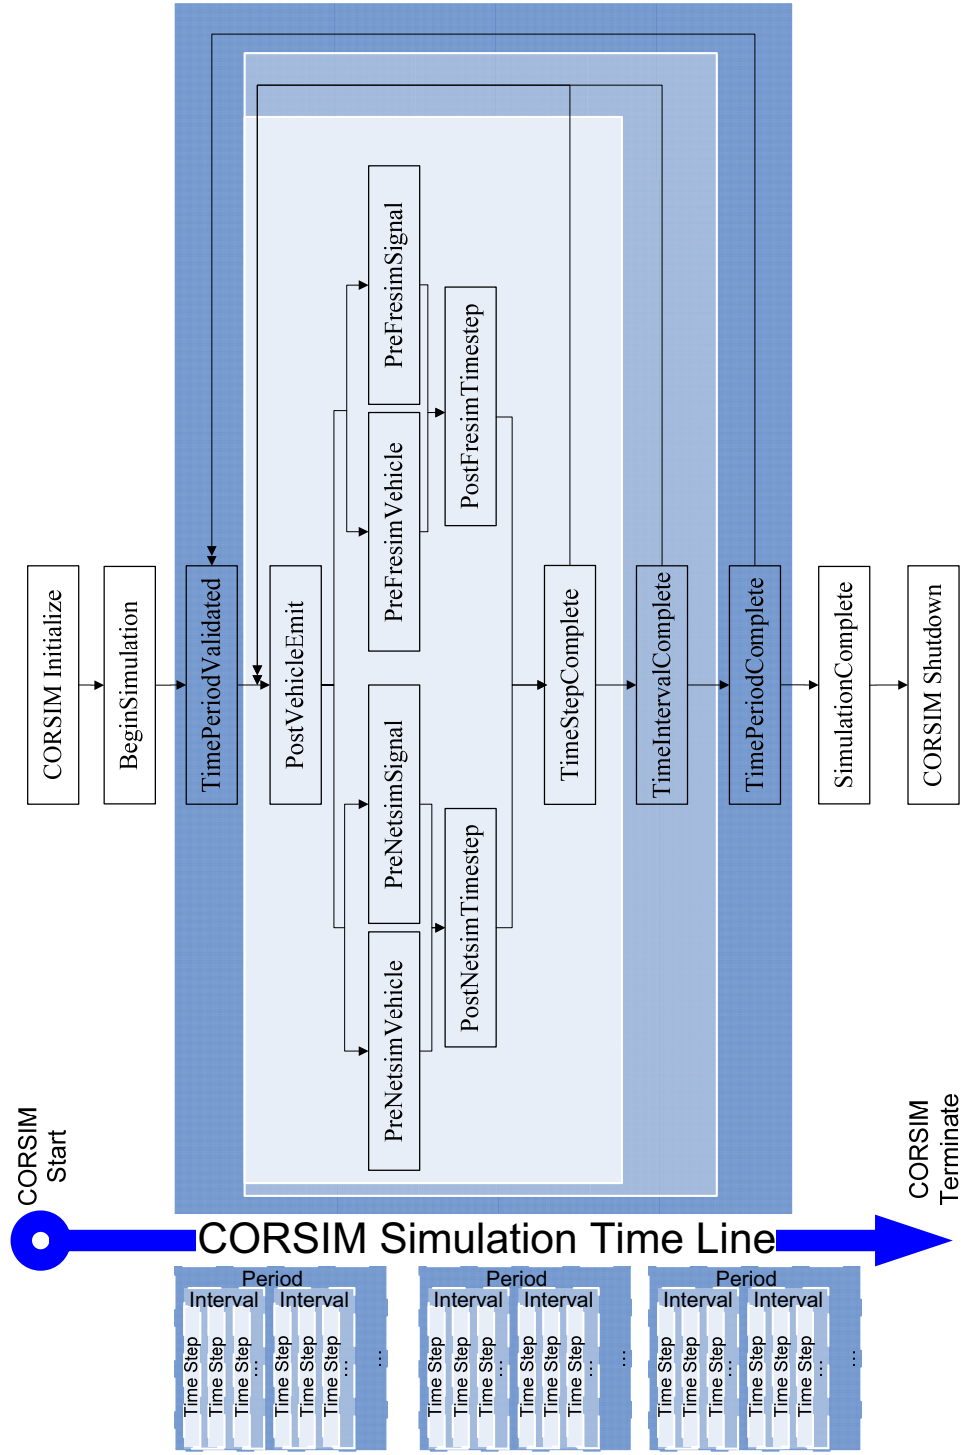 CORSIM Initialize
BeginSimulation
TimePeriodValidated
PostVehicleEmit
PreNetsimVehicle
PreNetsimSignal
PreFresimVehicle
PreFresimSignal
PostNetsimTimestep
PostFresimTimestep
TimeStepComplete
TimeIntervalComplete
TimePeriodComplete
SimulationComplete
CORSIM Shutdown
CORSIM
Start
CORSIM Simulation Time Line
CORSIM
Terminate
Period
Interval
Time Step
Time Step
Time Step
...
Interval
Time Step
Time Step
Time Step
...
...
Period
Interval
Time Step
Time Step
Time Step
...
Interval
Time Step
Time Step
Time Step
...
...
Period
Interval
Time Step
Time Step
Time Step
...
Interval
Time Step
Time Step
Time Step
...
...